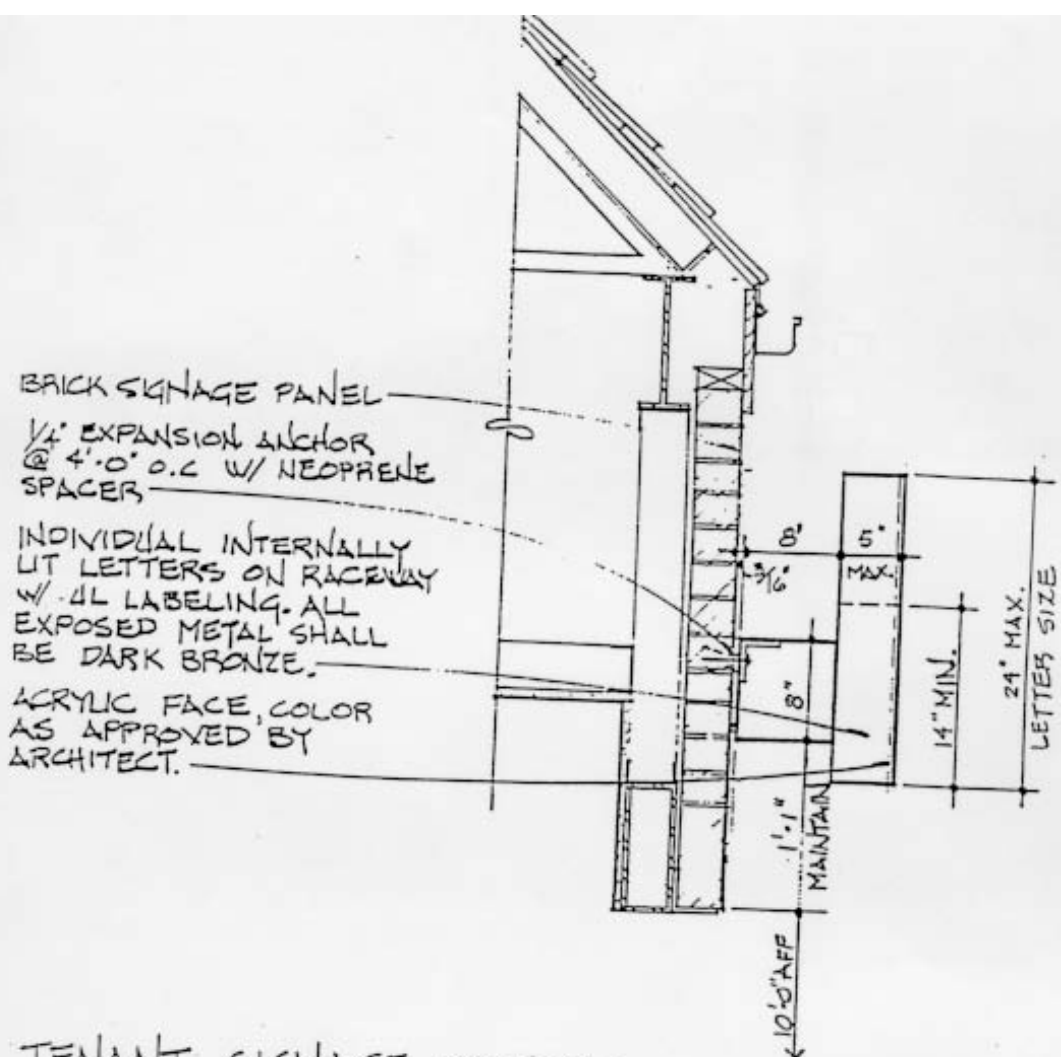 BRICK SIGNAGE PANEL
1/4" EXPANSION ANCHOR
@ 4'-0" O.C W/ NEOPRENE
SPACER
INDIVIDUAL INTERNALLY
LIT LETTERS ON RACEWAY
W/ UL LABELING. ALL
EXPOSED METAL SHALL
BE DARK BRONZE.
ACRYLIC FACE, COLOR
AS APPROVED BY
ARCHITECT.
8'
5"
MAX.
3/16"
8"
14" MIN.
24" MAX.
LETTER SIZE
1'-1"
MAINTAIN
10'-0" AFF
TENANT SIGNAGE